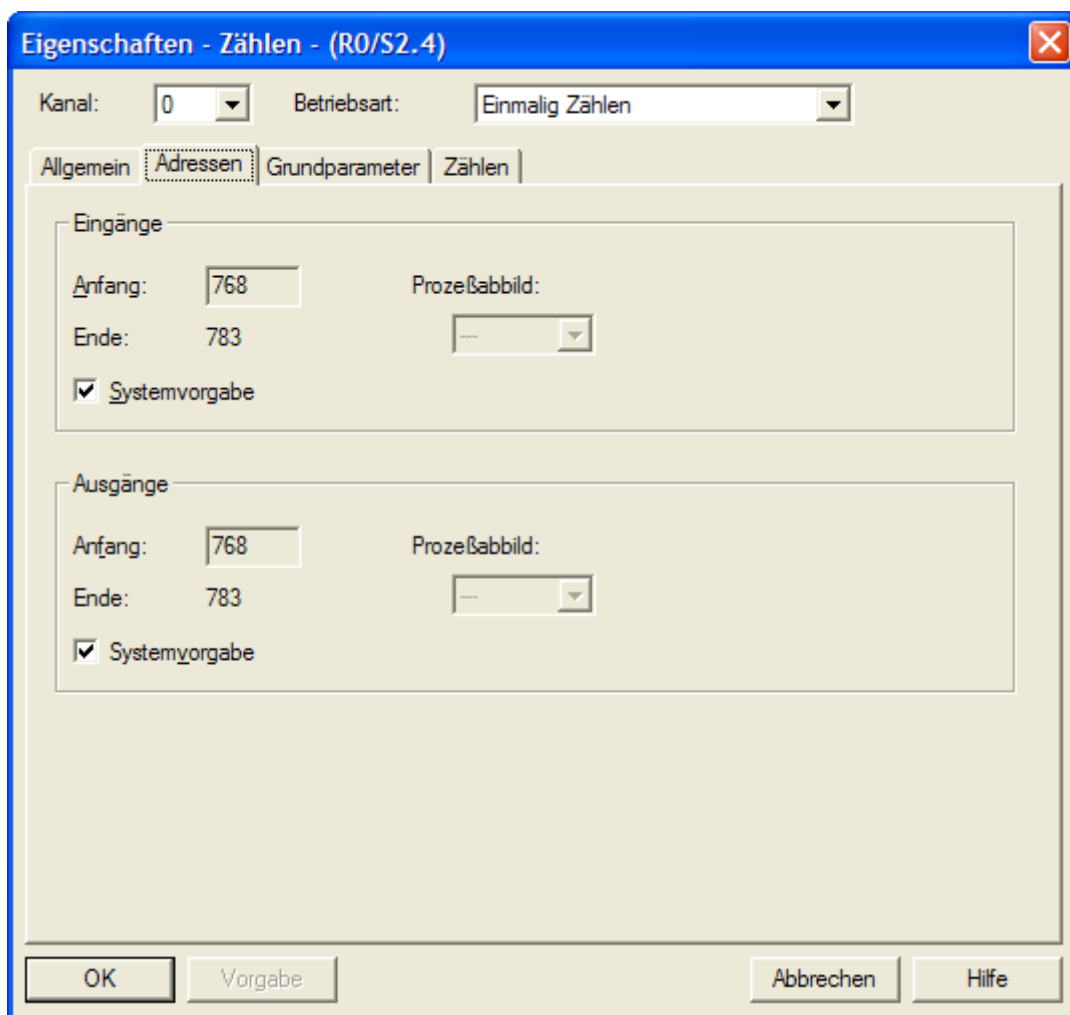 Eigenschaften - Zählen - (R0/S2.4)
Kanal: 0 Betriebsart: Einmalig Zählen
Allgemein Adressen Grundparameter Zählen
Eingänge
Anfang: 768 Prozeßabbild:
Ende: 783 ---
Systemvorgabe
Ausgänge
Anfang: 768 Prozeßabbild:
Ende: 783 ---
Systemvorgabe
OK Vorgabe Abbrechen Hilfe